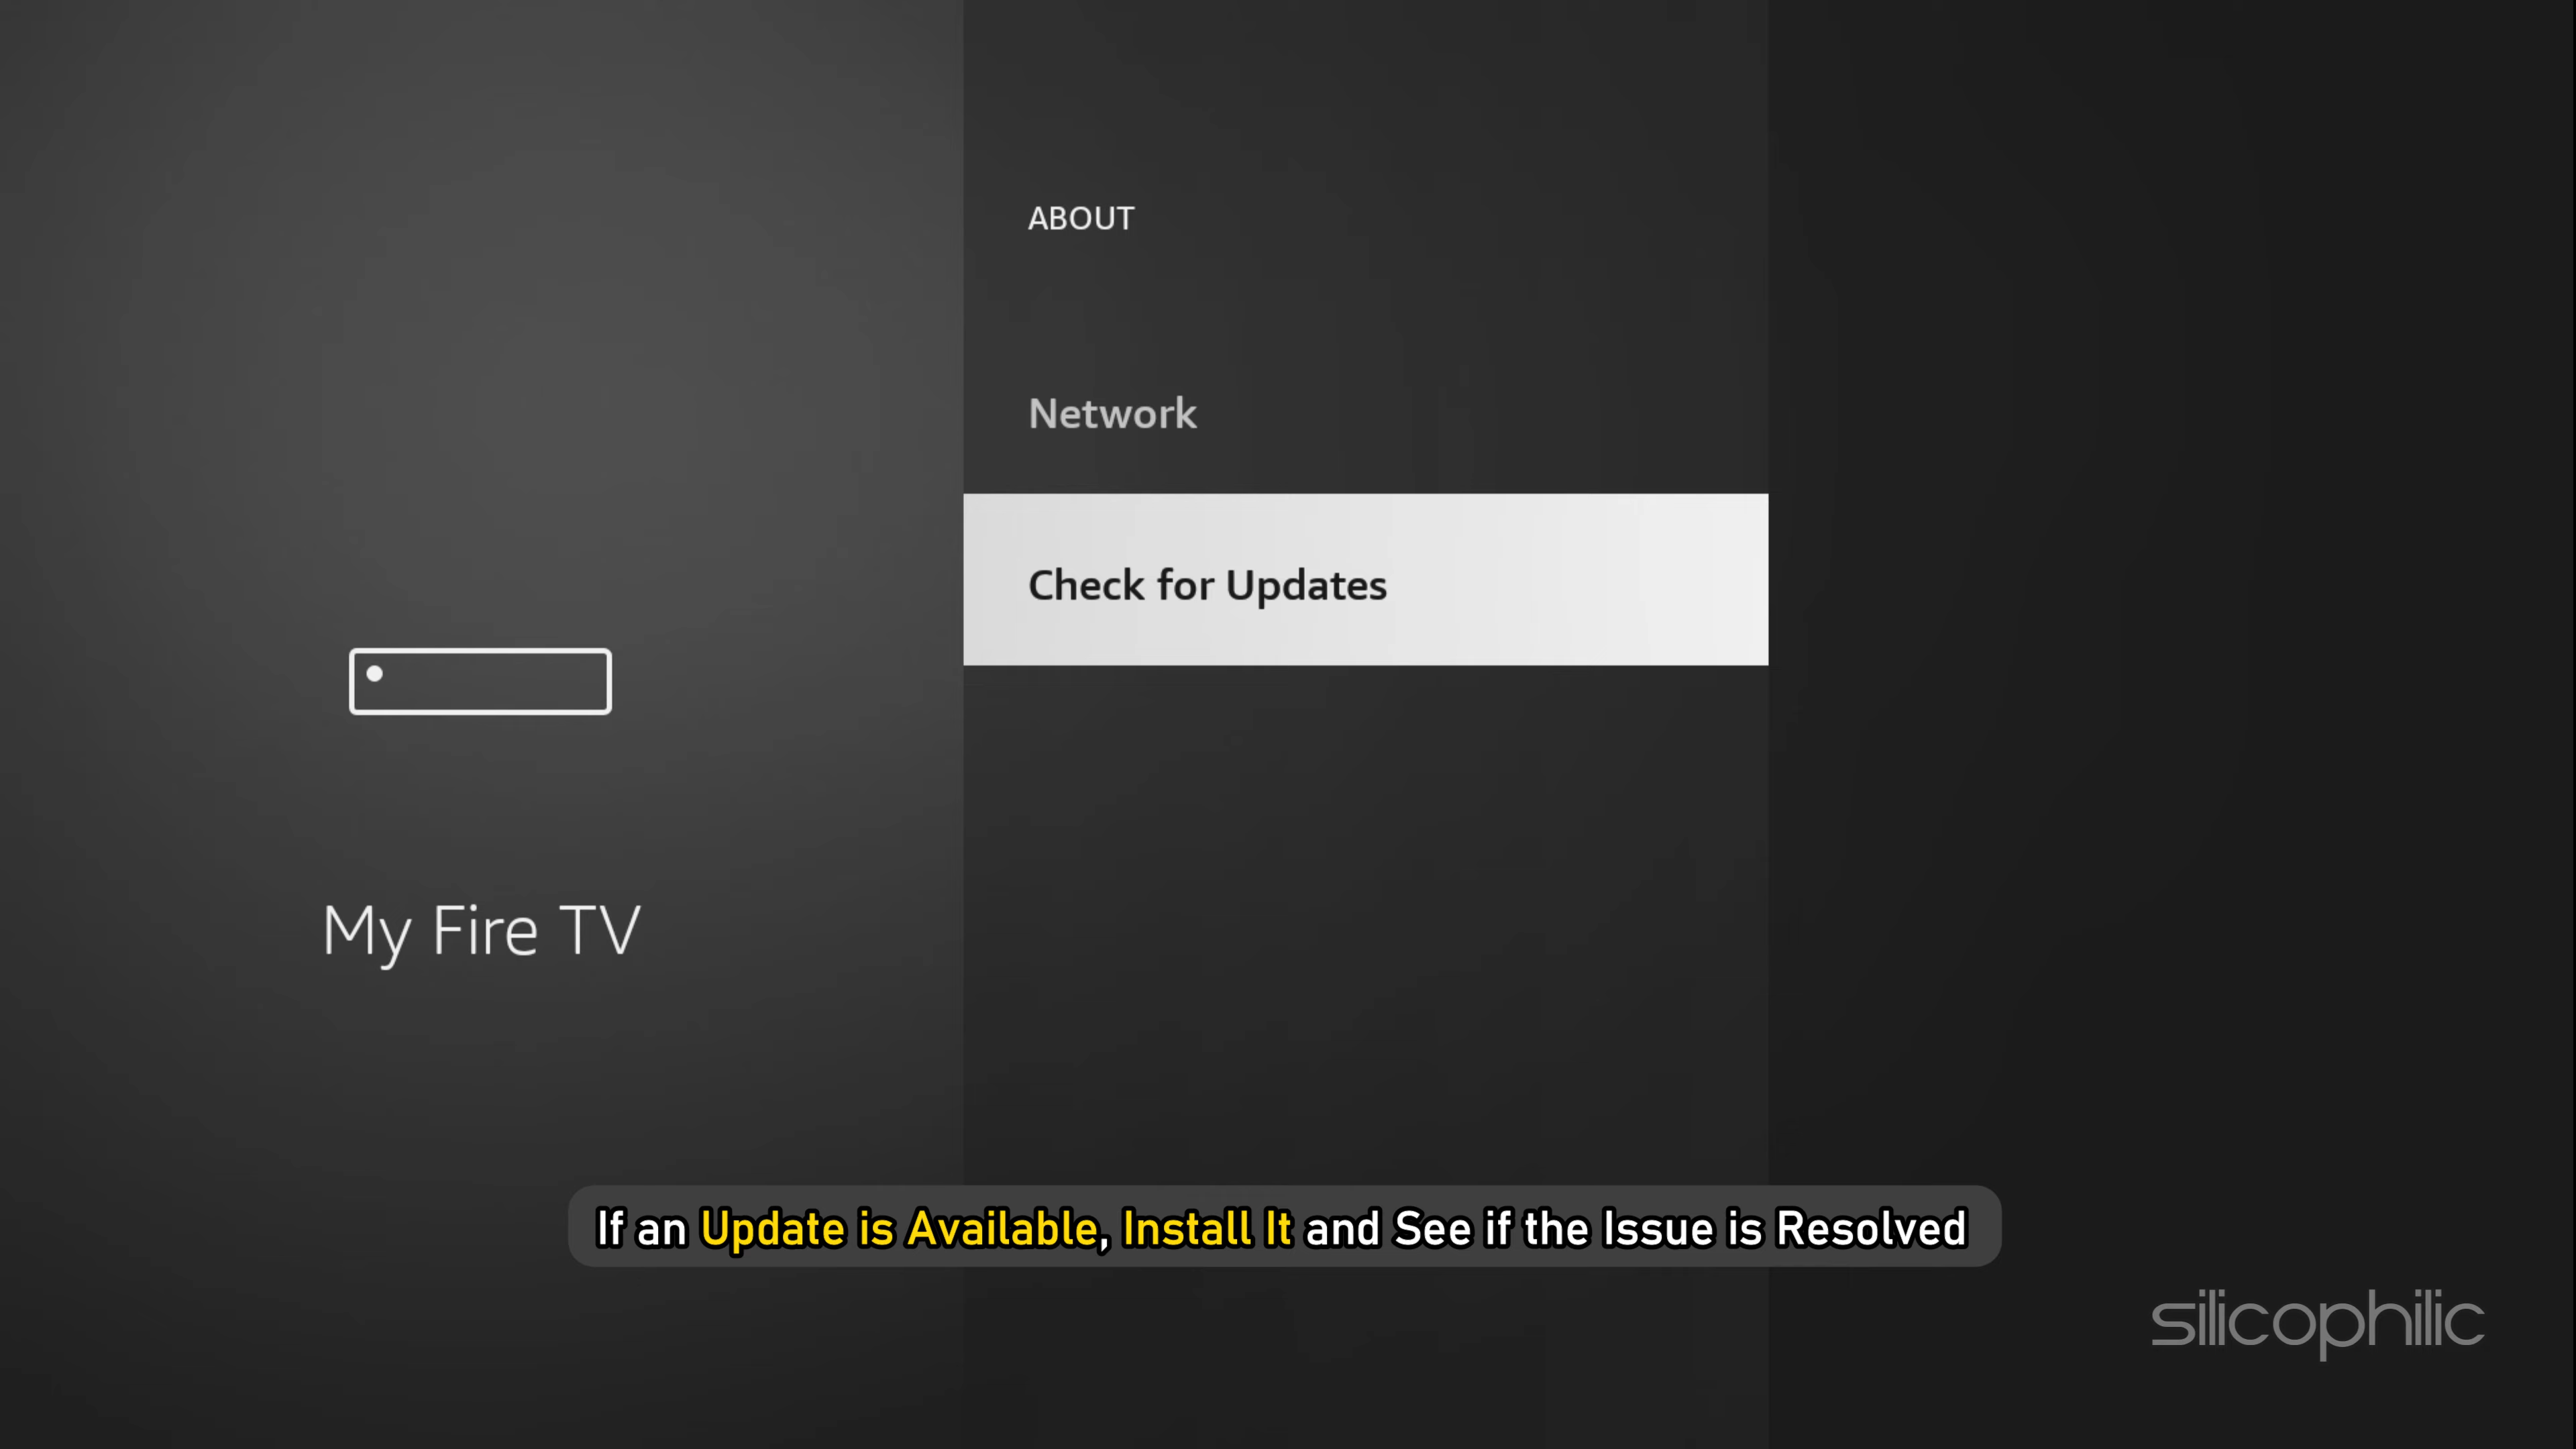 ABOUT
Network
Check for Updates
My Fire TV
If an Update is Available, Install It and See if the Issue is Resolved
silicophilic